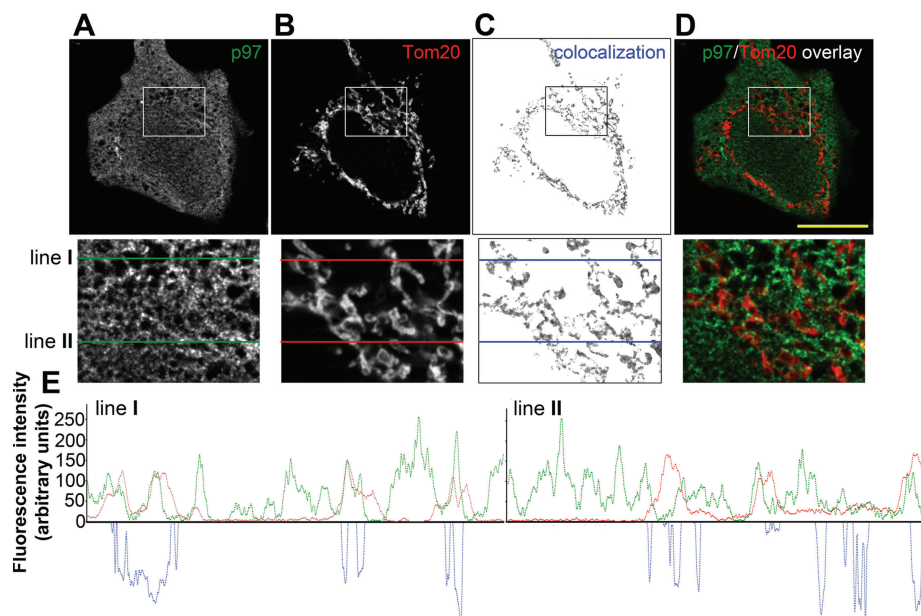 A B C D
p97 Tom20 colocalization p97/Tom20 overlay
line I
line II
E
line I line II
Fluorescence intensity
(arbitrary units)
250
200
150
100
50
0